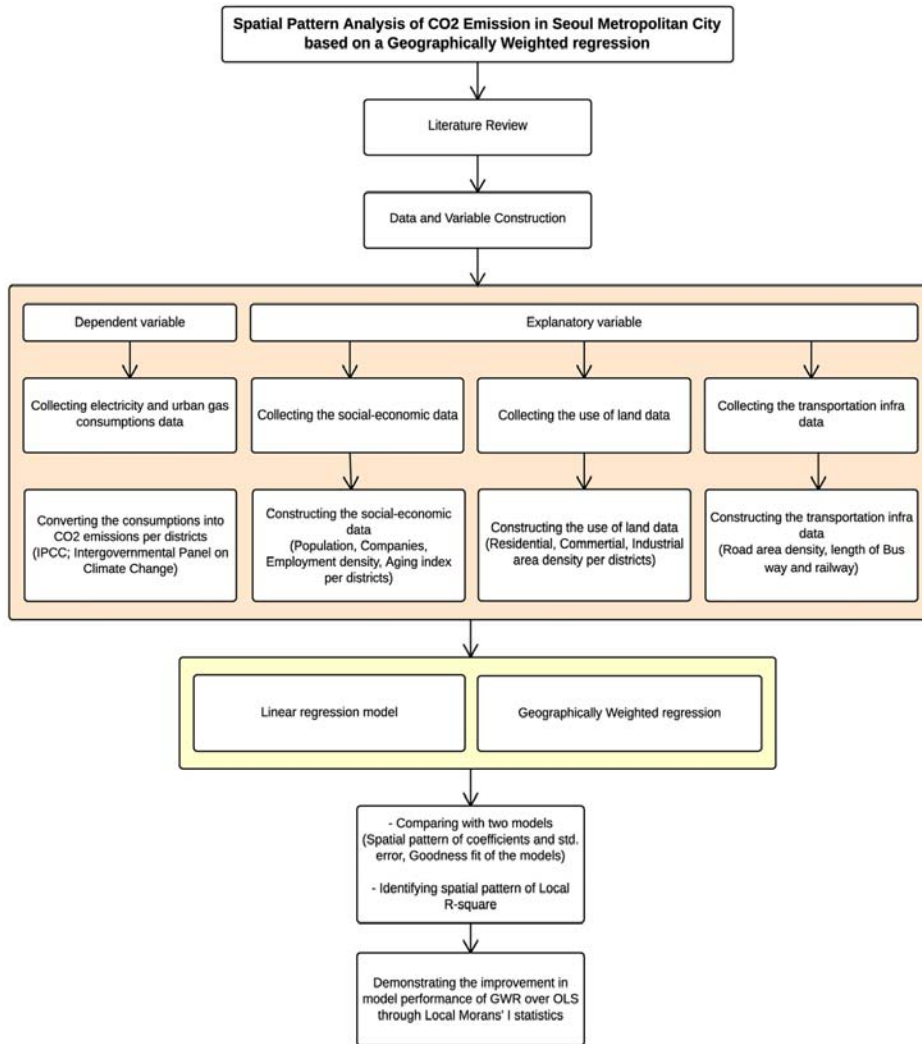 Spatial Pattern Analysis of CO2 Emission in Seoul Metropolitan City
based on a Geographically Weighted regression
Literature Review
Data and Variable Construction
Dependent variable
Explanatory variable
Collecting electricity and urban gas
consumptions data
Collecting the social-economic data
Collecting the use of land data
Collecting the transportation infra
data
Converting the consumptions into
CO2 emissions per districts
(IPCC; Intergovernmental Panel on
Climate Change)
Constructing the social-economic
data
(Population, Companies,
Employment density, Aging index
per districts)
Constructing the use of land data
(Residential, Commertial, Industrial
area density per districts)
Constructing the transportation infra
data
(Road area density, length of Bus
way and railway)
Linear regression model
Geographically Weighted regression
- Comparing with two models
(Spatial pattern of coefficients and std.
error, Goodness fit of the models)
- Identifying spatial pattern of Local
R-square
Demonstrating the improvement in
model performance of GWR over OLS
through Local Morans' I statistics